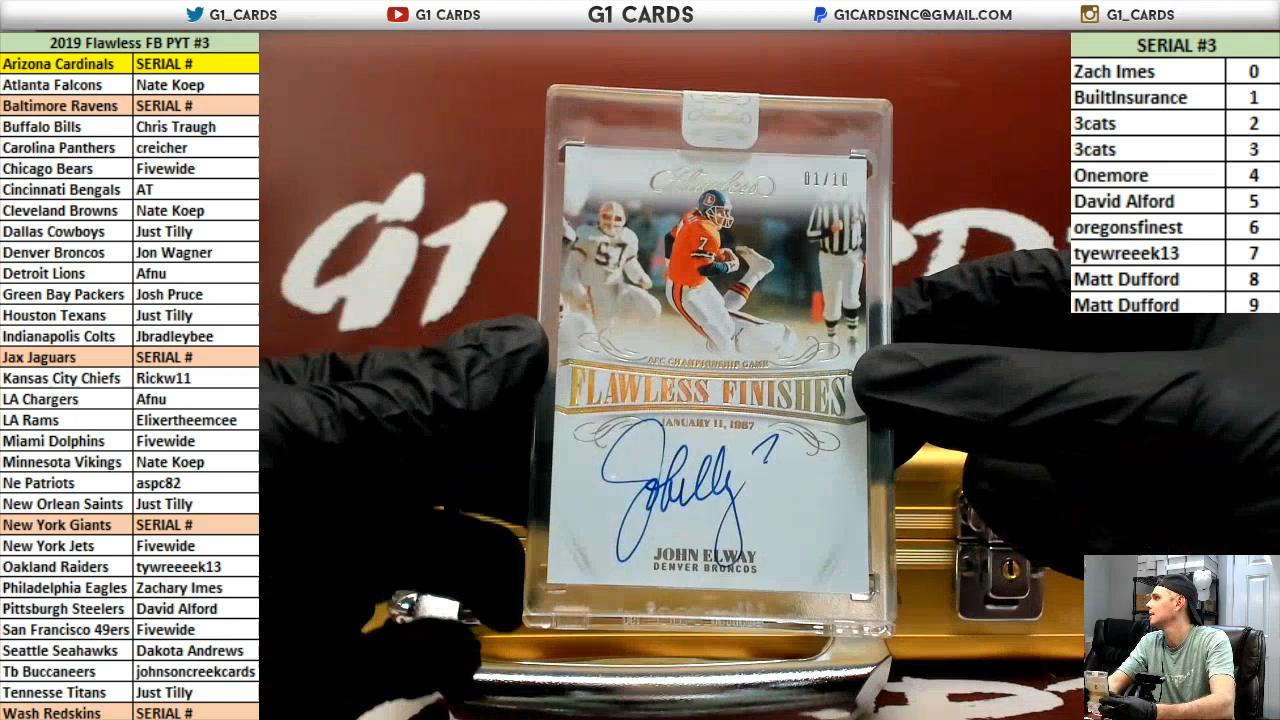 G1_CARDS
G1 CARDS
G1 CARDS
G1CARDSINC@GMAIL.COM
G1_CARDS
2019 Flawless FB PYT #3
Arizona Cardinals SERIAL #
Atlanta Falcons Nate Koep
Baltimore Ravens SERIAL #
Buffalo Bills Chris Traugh
Carolina Panthers creicher
Chicago Bears Fivewide
Cincinnati Bengals AT
Cleveland Browns Nate Koep
Dallas Cowboys Just Tilly
Denver Broncos Jon Wagner
Detroit Lions Afnu
Green Bay Packers Josh Pruce
Houston Texans Just Tilly
Indianapolis Colts Jbradleybee
Jax Jaguars SERIAL #
Kansas City Chiefs Rickw11
LA Chargers Afnu
LA Rams Elixertheemcee
Miami Dolphins Fivewide
Minnesota Vikings Nate Koep
Ne Patriots aspc82
New Orlean Saints Just Tilly
New York Giants SERIAL #
New York Jets Fivewide
Oakland Raiders tywreeeek13
Philadelphia Eagles Zachary Imes
Pittsburgh Steelers David Alford
San Francisco 49ers Fivewide
Seattle Seahawks Dakota Andrews
Tb Buccaneers johnsoncreekcards
Tennesse Titans Just Tilly
Wash Redskins SERIAL #
G1
Flawless
01/10
57
7
AFC CHAMPIONSHIP GAME
FLAWLESS FINISHES
JANUARY 11, 1987
7
JOHN ELWAY
DENVER BRONCOS
SERIAL #3
Zach Imes 0
BuiltInsurance 1
3cats 2
3cats 3
Onemore 4
David Alford 5
oregonsfinest 6
tyewreeek13 7
Matt Dufford 8
Matt Dufford 9